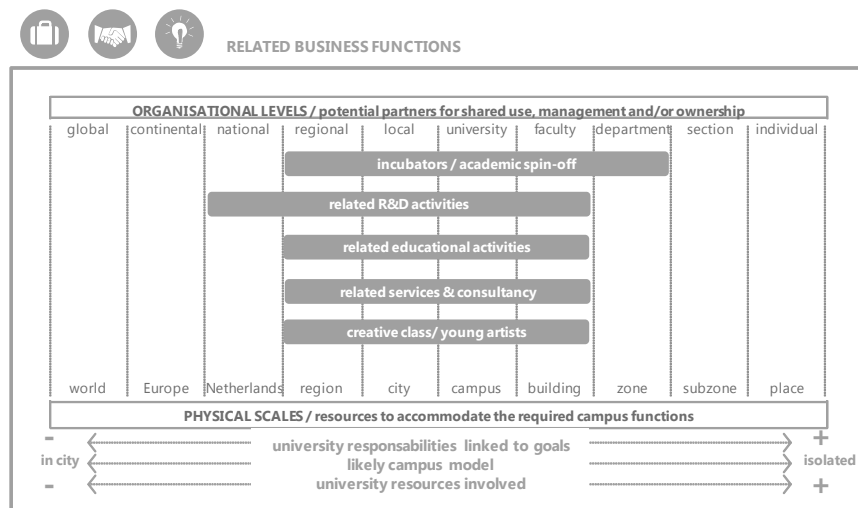 RELATED BUSINESS FUNCTIONS
ORGANISATIONAL LEVELS / potential partners for shared use, management and/or ownership
global continental national regional local university faculty department section individual
incubators / academic spin-off
related R&D activities
related educational activities
related services & consultancy
creative class/ young artists
world Europe Netherlands region city campus building zone subzone place
PHYSICAL SCALES / resources to accommodate the required campus functions
- university responsabilities linked to goals +
in city likely campus model isolated
- university resources involved +